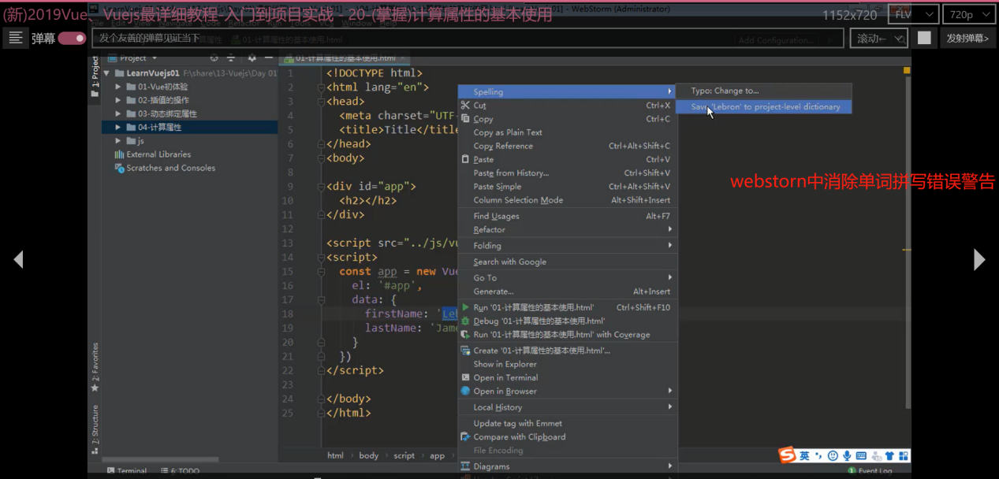 (新)2019Vue、Vuejs最详细教程-入门到项目实战 - 20-(掌握)计算属性的基本使用
01] - WebStorm (Administrator)
1152x720
FLV
720p
弹幕
发个友善的弹幕见证当下
Add Configuration...
滚动←
发射弹幕>
Project
01-计算属性的基本使用.html
1: Project
LearnVuejs01 F:\share\13-Vuejs\Day 01
01-Vue初体验
02-插值的操作
03-动态绑定属性
04-计算属性
js
External Libraries
Scratches and Consoles
2: Favorites
7: Structure
1 <!DOCTYPE html>
2 <html lang="en">
3 <head>
4 <meta charset="UTF-
5 <title>Title</title
6 </head>
7 <body>
8
9 <div id="app">
10 <h2></h2>
11 </div>
12
13 <script src="../js/vu
14 <script>
15 const app = new Vue
16 el: '#app',
17 data: {
18 firstName: 'Leb
19 lastName: 'Jame
20 }
21 })
22 </script>
23
24 </body>
25 </html>
Spelling
Cut Ctrl+X
Copy Ctrl+C
Copy as Plain Text
Copy Reference Ctrl+Alt+Shift+C
Paste Ctrl+V
Paste from History... Ctrl+Shift+V
Paste Simple Ctrl+Alt+Shift+V
Column Selection Mode Alt+Shift+Insert
Find Usages Alt+F7
Refactor
Folding
Search with Google
Go To
Generate... Alt+Insert
Run '01-计算属性的基本使用.html' Ctrl+Shift+F10
Debug '01-计算属性的基本使用.html'
Run '01-计算属性的基本使用.html' with Coverage
Create '01-计算属性的基本使用.html'...
Show in Explorer
Open in Terminal
Open in Browser
Local History
Update tag with Emmet
Compare with Clipboard
File Encoding
Diagrams
Typo: Change to...
Save 'Lebron' to project-level dictionary
webstorn中消除单词拼写错误警告
html › body › script › app ›
英
Terminal
6: TODO
1 Event Log